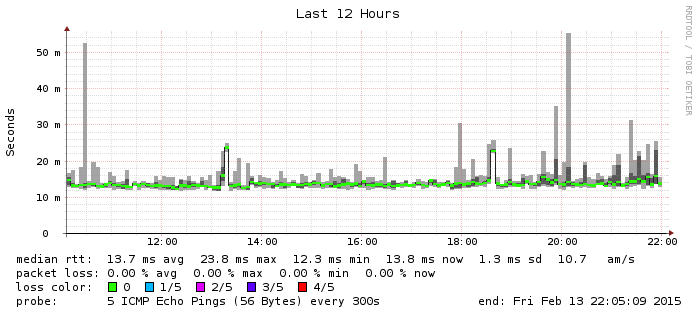 Last 12 Hours
RRDTOOL / TOBI OETIKER
Seconds
50 m
40 m
30 m
20 m
10 m
0
12:00 14:00 16:00 18:00 20:00 22:00
median rtt: 13.7 ms avg 23.8 ms max 12.3 ms min 13.8 ms now 1.3 ms sd 10.7 am/s
packet loss: 0.00 % avg 0.00 % max 0.00 % min 0.00 % now
loss color: 0 1/5 2/5 3/5 4/5
probe: 5 ICMP Echo Pings (56 Bytes) every 300s end: Fri Feb 13 22:05:09 2015